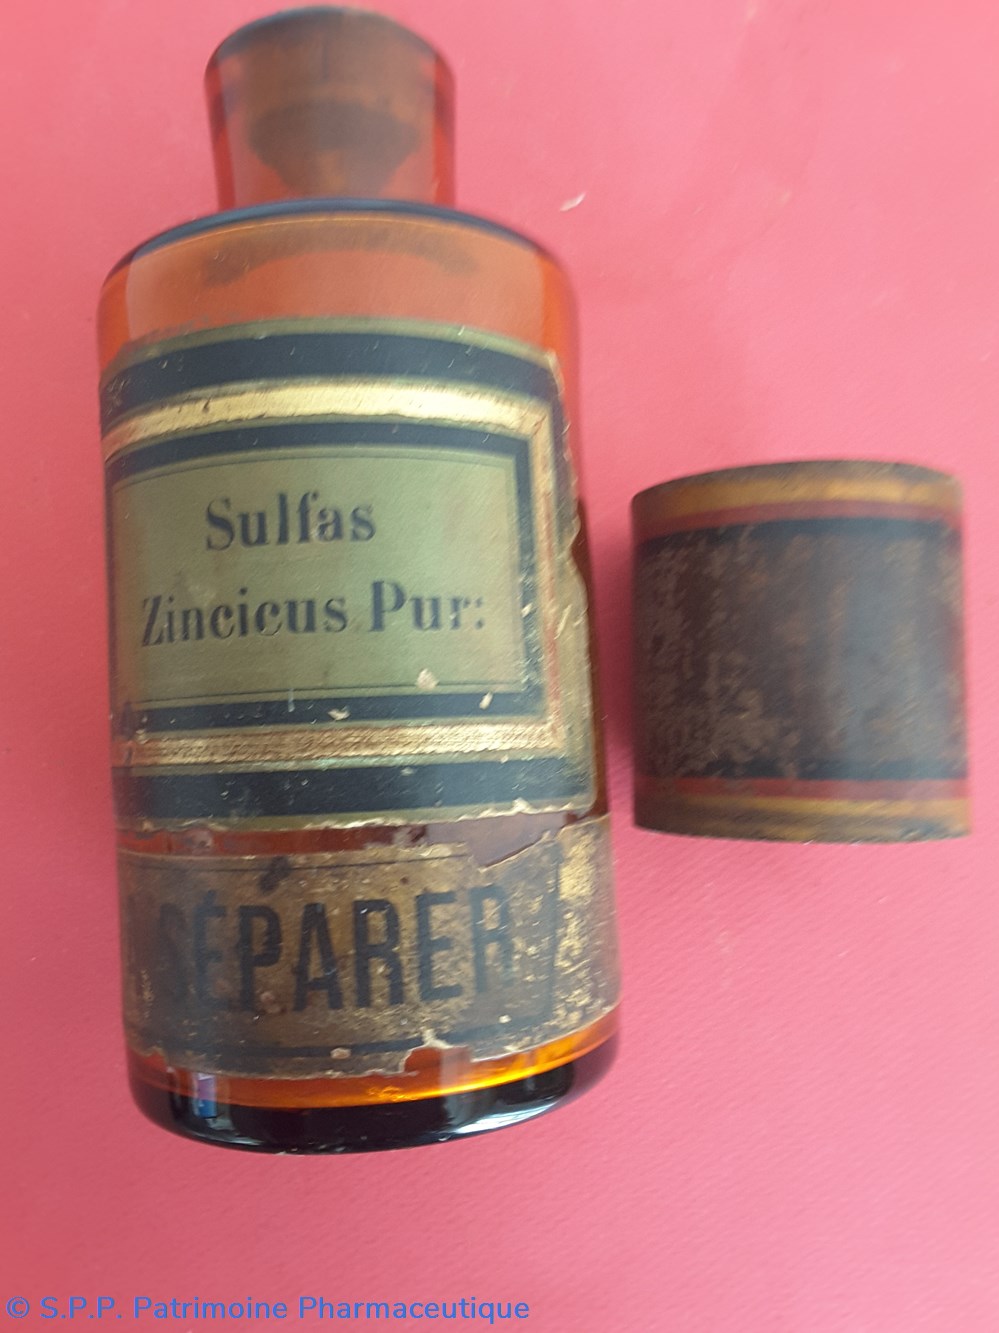 Sulfas
Zincicus Pur:
SÉPARER
© S.P.P. Patrimoine Pharmaceutique